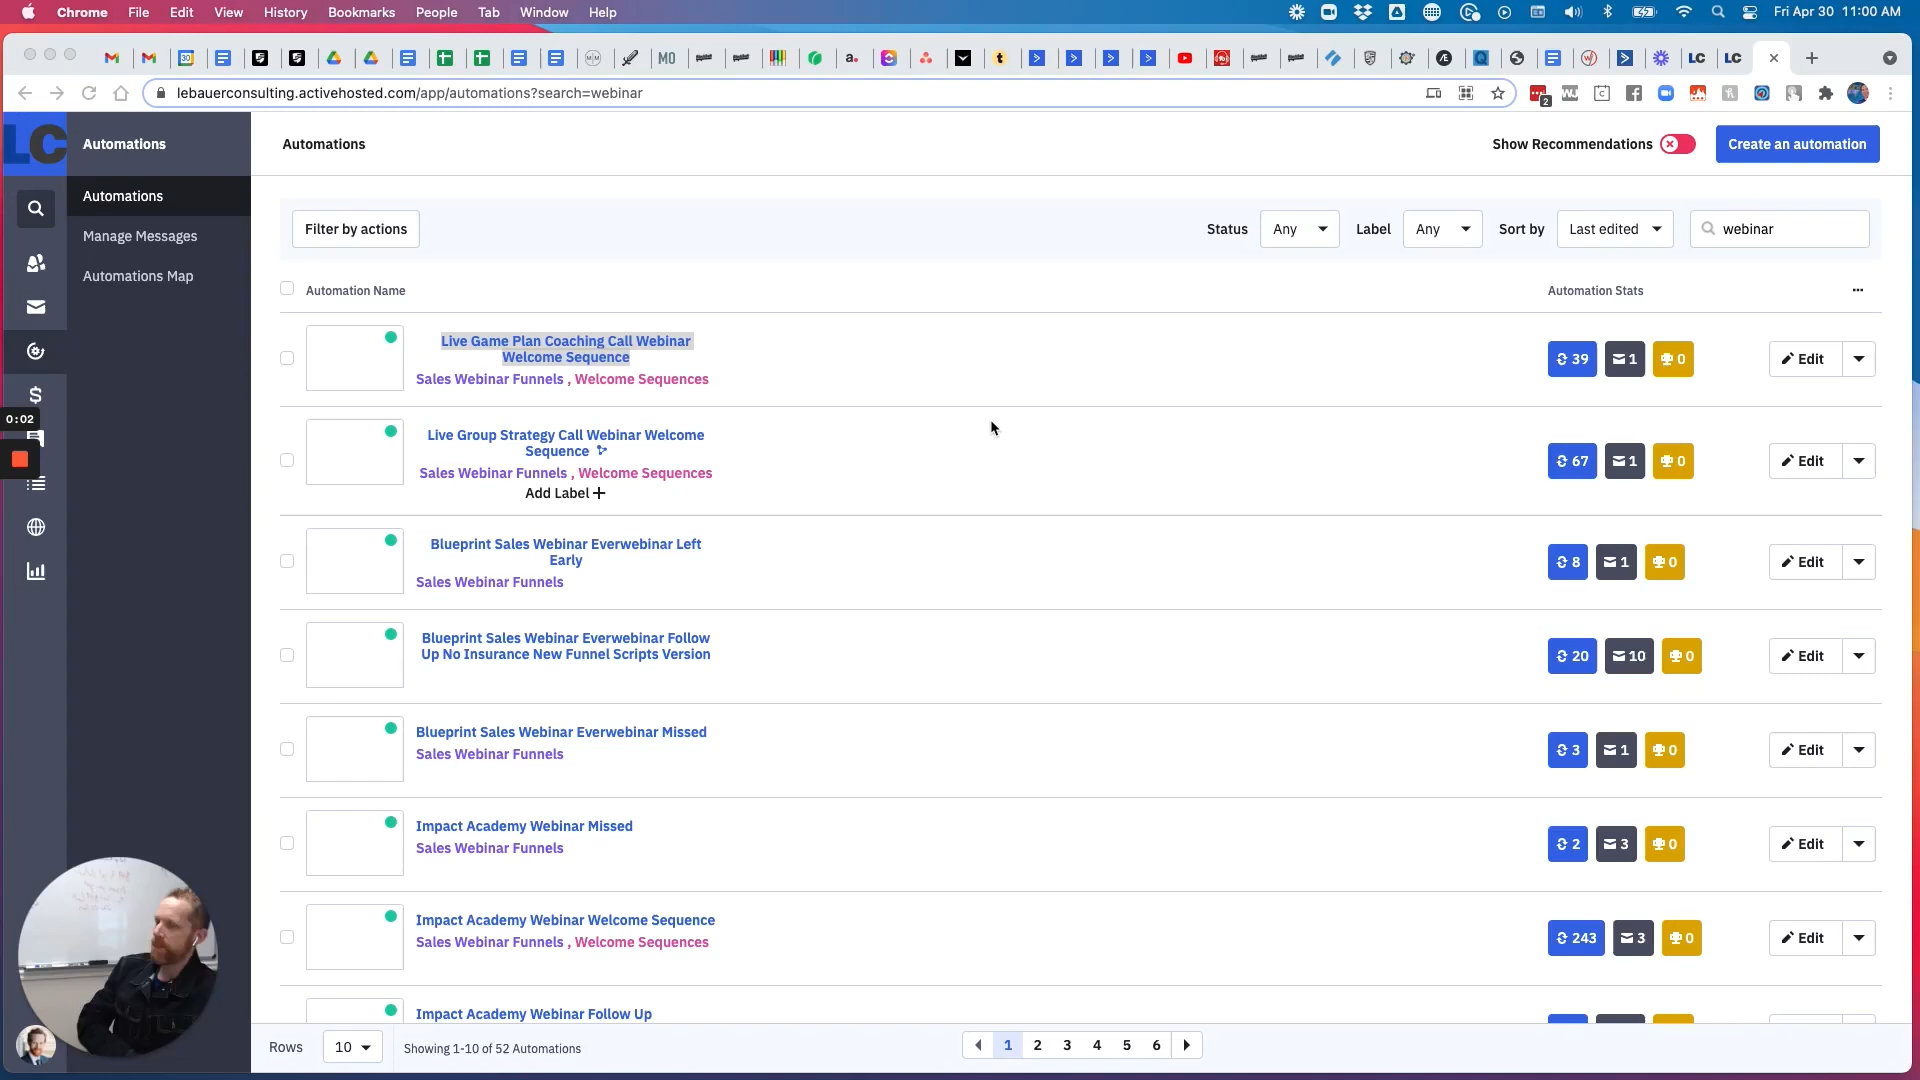 Chrome File Edit View History Bookmarks People Tab Window Help
Fri Apr 30 11:00 AM
lebauerconsulting.activehosted.com/app/automations?search=webinar
2
LC
Automations
Automations
Manage Messages
Automations Map
0:02
Automations
Show Recommendations
Create an automation
Filter by actions
Status Any Label Any Sort by Last edited webinar
Automation Name Automation Stats ...
Live Game Plan Coaching Call Webinar
Welcome Sequence
Sales Webinar Funnels , Welcome Sequences
39 1 0 Edit
Live Group Strategy Call Webinar Welcome
Sequence
Sales Webinar Funnels , Welcome Sequences
Add Label +
67 1 0 Edit
Blueprint Sales Webinar Everwebinar Left
Early
Sales Webinar Funnels
8 1 0 Edit
Blueprint Sales Webinar Everwebinar Follow
Up No Insurance New Funnel Scripts Version
20 10 0 Edit
Blueprint Sales Webinar Everwebinar Missed
Sales Webinar Funnels
3 1 0 Edit
Impact Academy Webinar Missed
Sales Webinar Funnels
2 3 0 Edit
Impact Academy Webinar Welcome Sequence
Sales Webinar Funnels , Welcome Sequences
243 3 0 Edit
Impact Academy Webinar Follow Up
Rows 10 Showing 1-10 of 52 Automations
1 2 3 4 5 6